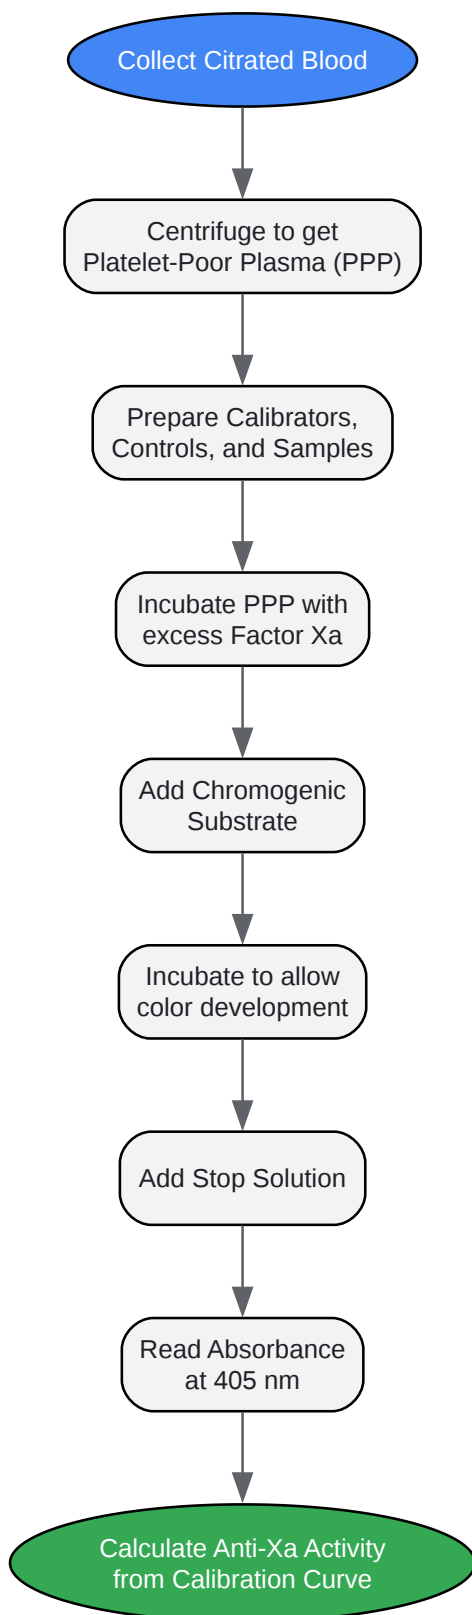 Collect Citrated Blood
Centrifuge to get
Platelet-Poor Plasma (PPP)
Prepare Calibrators,
Controls, and Samples
Incubate PPP with
excess Factor Xa
Add Chromogenic
Substrate
Incubate to allow
color development
Add Stop Solution
Read Absorbance
at 405 nm
Calculate Anti-Xa Activity
from Calibration Curve